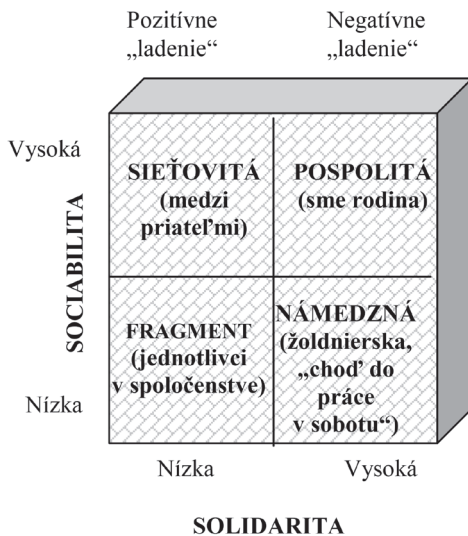 Pozitívne
„ladenie“
Negatívne
„ladenie“
Vysoká
SOCIABILITA
Nízka
SIEŤOVITÁ
(medzi
priateľmi)
POSPOLITÁ
(sme rodina)
FRAGMENT
(jednotlivci
v spoločenstve)
NÁMEDZNÁ
(žoldnierska,
„choď do
práce
v sobotu“)
Nízka
Vysoká
SOLIDARITA